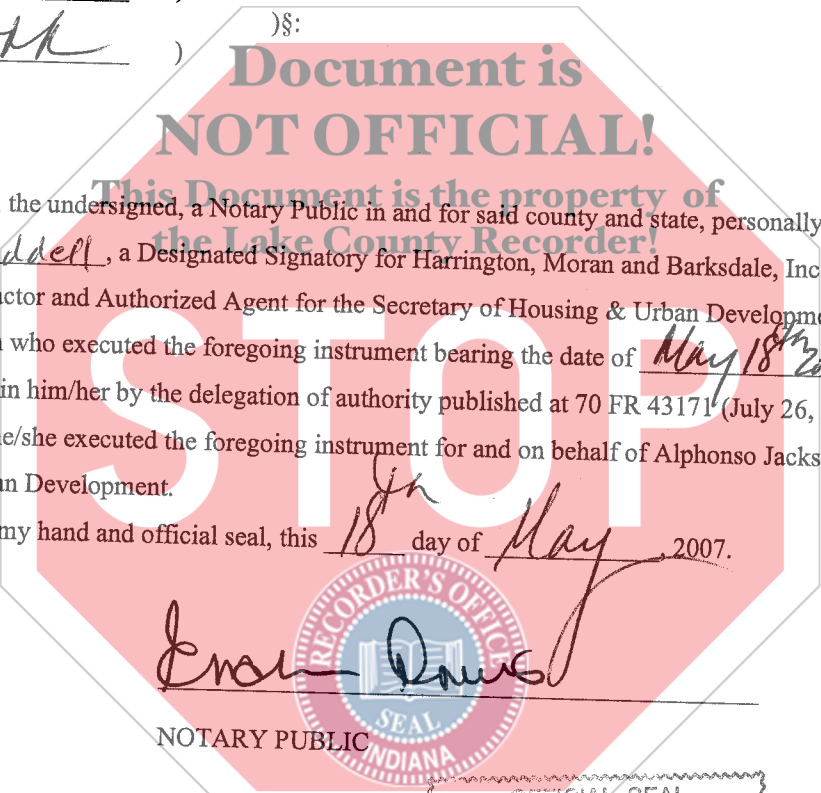 )§:
)
Document is
NOT OFFICIAL!
This Document is the property of
the Lake County Recorder!
the undersigned, a Notary Public in and for said county and state, personally
ddell, a Designated Signatory for Harrington, Moran and Barksdale, Inc
ctor and Authorized Agent for the Secretary of Housing & Urban Developme
who executed the foregoing instrument bearing the date of May 18th
in him/her by the delegation of authority published at 70 FR 43171 (July 26,
e/she executed the foregoing instrument for and on behalf of Alphonso Jacks
n Development.
my hand and official seal, this 18th day of May, 2007.
STOP
RECORDER'S OFFIC
SEAL
INDIANA
NOTARY PUBLIC
OFFICIAL SEAL